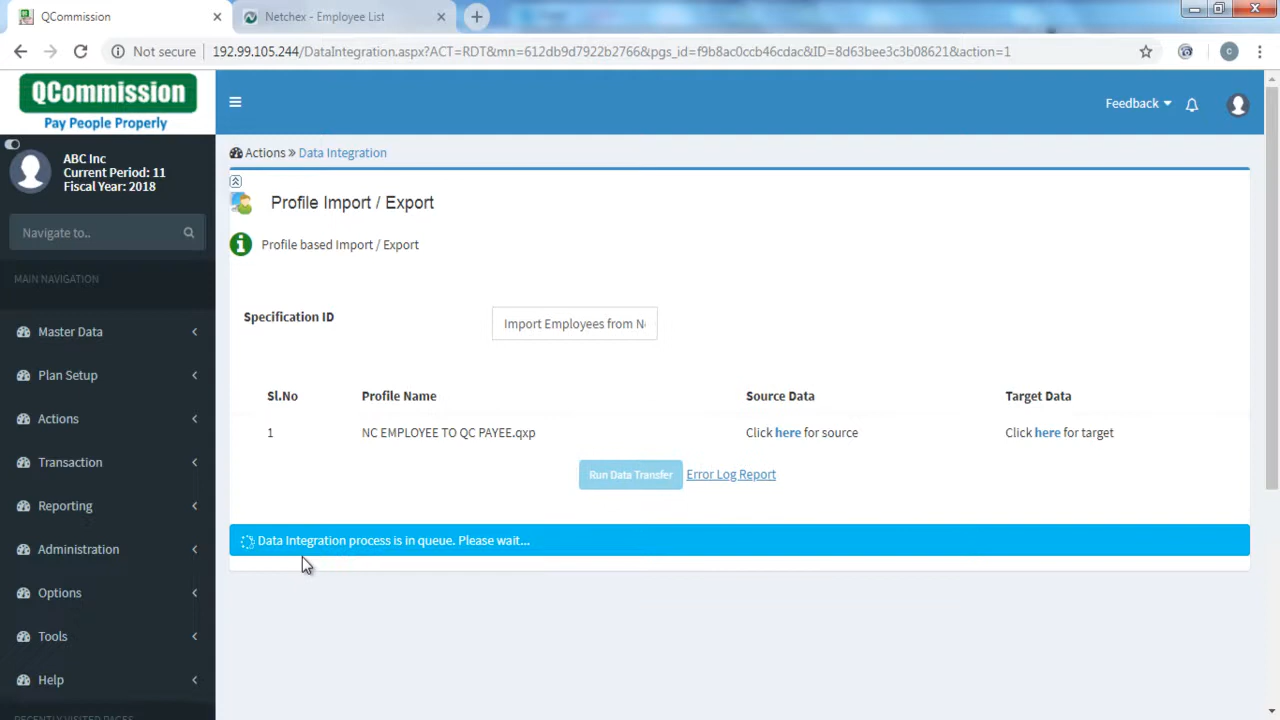 QCommission
Netchex - Employee List
Not secure
192.99.105.244/DataIntegration.aspx?ACT=RDT&mn=612db9d7922b2766&pgs_id=f9b8ac0ccb46cdac&ID=8d63bee3c3b08621&action=1
C
QCommission
Pay People Properly
Feedback
ABC Inc
Current Period: 11
Fiscal Year: 2018
Navigate to..
MAIN NAVIGATION
Master Data
Plan Setup
Actions
Transaction
Reporting
Administration
Options
Tools
Help
RECENTLY VISITED PAGES
Actions » Data Integration
Profile Import / Export
Profile based Import / Export
Specification ID
Import Employees from N
Sl.No Profile Name Source Data Target Data
1 NC EMPLOYEE TO QC PAYEE.qxp Click here for source Click here for target
Run Data Transfer Error Log Report
Data Integration process is in queue. Please wait...